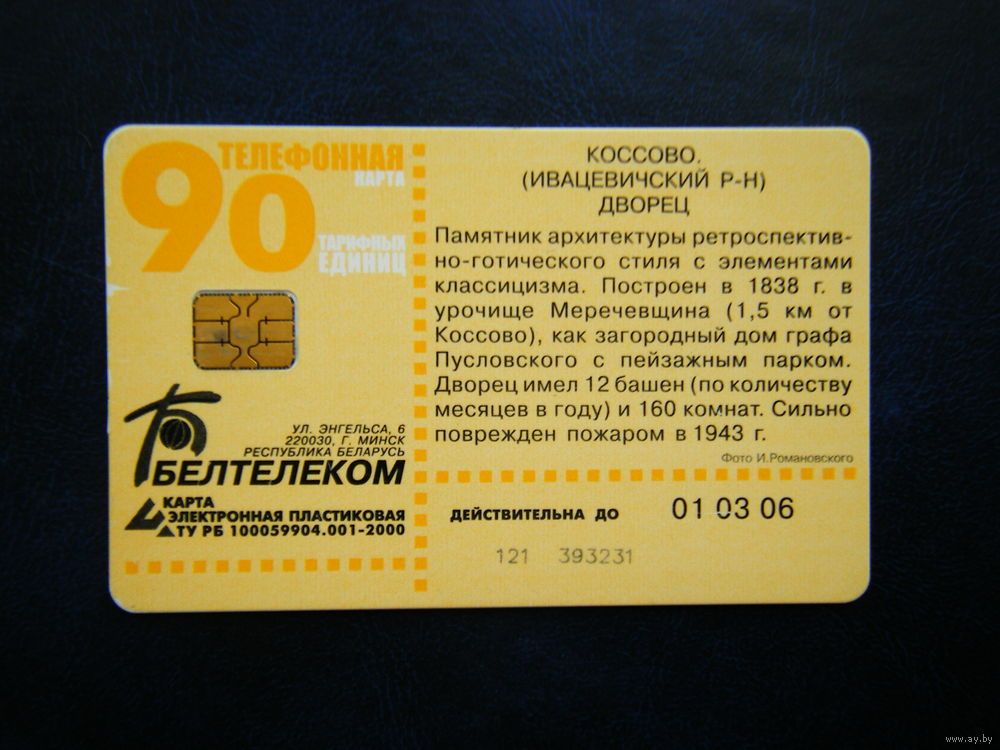 90
ТЕЛЕФОННАЯ
КАРТА
ТАРИФНЫХ
ЕДИНИЦ
УЛ. ЭНГЕЛЬСА, 6
220030, Г. МИНСК
РЕСПУБЛИКА БЕЛАРУСЬ
БЕЛТЕЛЕКОМ
КАРТА
ЭЛЕКТРОННАЯ ПЛАСТИКОВАЯ
ТУ РБ 100059904.001-2000
КОССОВО.
(ИВАЦЕВИЧСКИЙ Р-Н)
ДВОРЕЦ
Памятник архитектуры ретроспектив-
но-готического стиля с элементами
классицизма. Построен в 1838 г. в
урочище Меречевщина (1,5 км от
Коссово), как загородный дом графа
Пусловского с пейзажным парком.
Дворец имел 12 башен (по количеству
месяцев в году) и 160 комнат. Сильно
поврежден пожаром в 1943 г.
Фото И.Романовского
ДЕЙСТВИТЕЛЬНА ДО 01 03 06
121 393231
www.ay.by